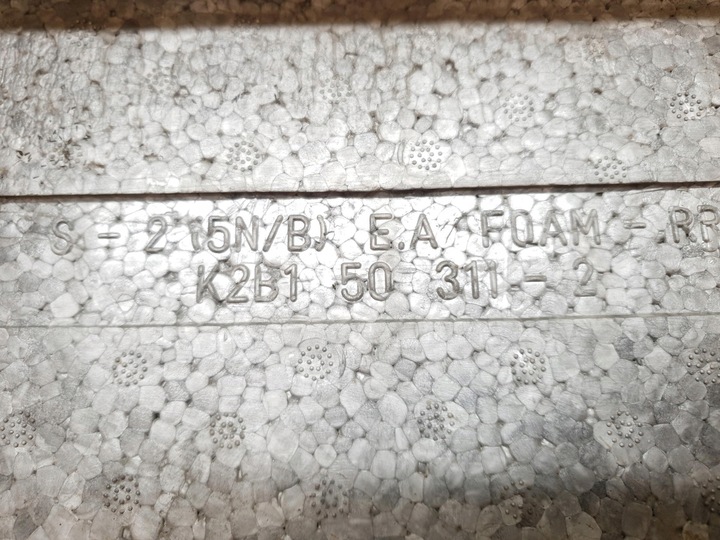 S - 2 (5N/B) E.A FOAM - RR
K2B1 50 311 - 2